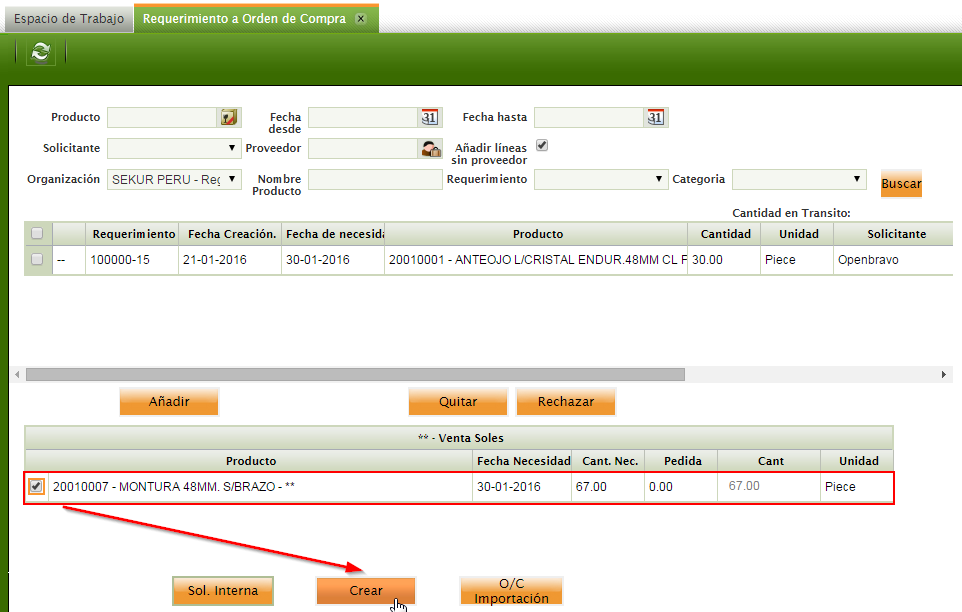 Espacio de Trabajo
Requerimiento a Orden de Compra
Producto
Fecha desde
31
Fecha hasta
31
Solicitante
Proveedor
Añadir líneas sin proveedor
Organización
SEKUR PERU - Reg
Nombre Producto
Requerimiento
Categoria
Buscar
Cantidad en Transito:
Requerimiento Fecha Creación. Fecha de necesida Producto Cantidad Unidad Solicitante
-- 100000-15 21-01-2016 30-01-2016 20010001 - ANTEOJO L/CRISTAL ENDUR.48MM CL F 30.00 Piece Openbravo
Añadir Quitar Rechazar
** - Venta Soles
Producto Fecha Necesidad Cant. Nec. Pedida Cant Unidad
20010007 - MONTURA 48MM. S/BRAZO - ** 30-01-2016 67.00 0.00 67.00 Piece
Sol. Interna
Crear
O/C
Importación